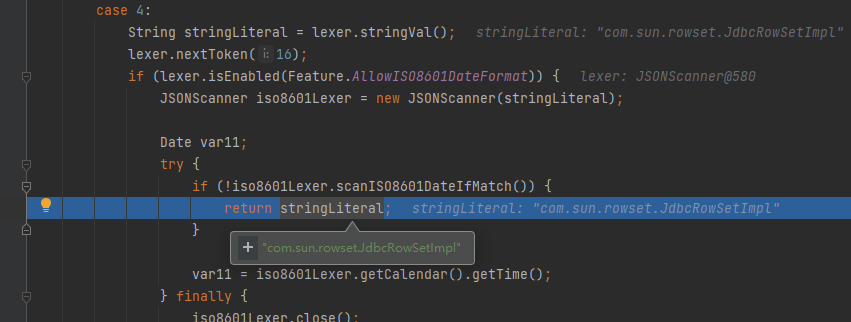 case 4:
String stringLiteral = lexer.stringVal(); stringLiteral: "com.sun.rowset.JdbcRowSetImpl"
lexer.nextToken(i: 16);
if (lexer.isEnabled(Feature.AllowISO8601DateFormat)) { lexer: JSONScanner@580
JSONScanner iso8601Lexer = new JSONScanner(stringLiteral);
Date var11;
try {
if (!iso8601Lexer.scanISO8601DateIfMatch()) {
return stringLiteral; stringLiteral: "com.sun.rowset.JdbcRowSetImpl"
}
+ "com.sun.rowset.JdbcRowSetImpl"
var11 = iso8601Lexer.getCalendar().getTime();
} finally {
iso8601Lexer.close();